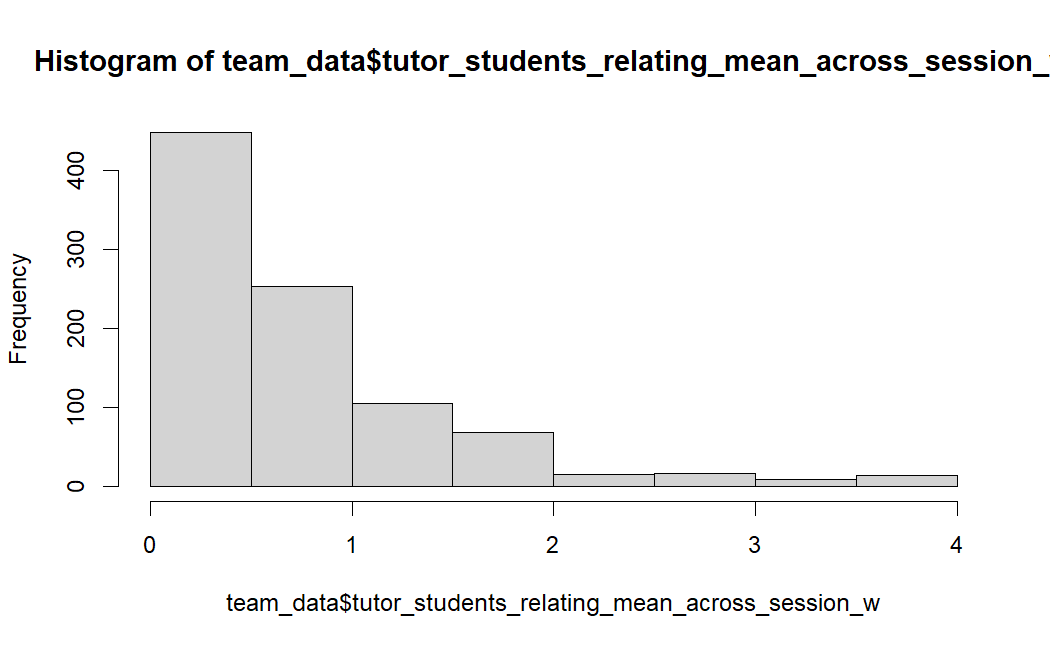 Histogram of team_data$tutor_students_relating_mean_across_session_
Frequency
400
300
200
100
0
0 1 2 3 4
team_data$tutor_students_relating_mean_across_session_w